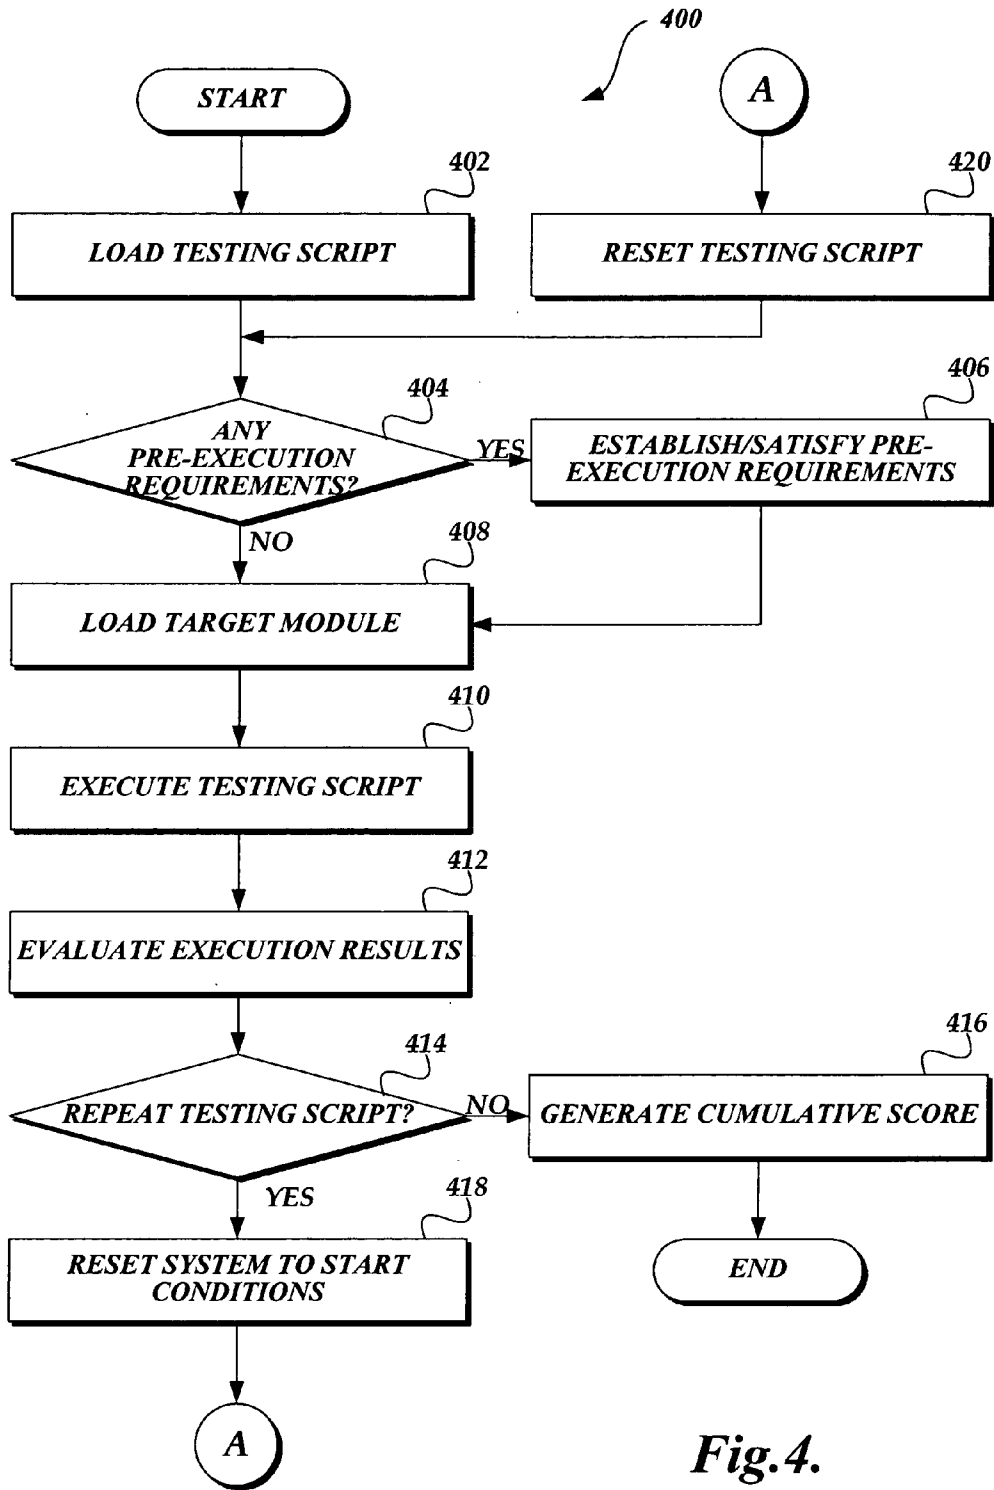 400
START
A
402
420
LOAD TESTING SCRIPT
RESET TESTING SCRIPT
404
406
ANY
PRE-EXECUTION
REQUIREMENTS?
YES
ESTABLISH/SATISFY PRE-
EXECUTION REQUIREMENTS
NO
408
LOAD TARGET MODULE
410
EXECUTE TESTING SCRIPT
412
EVALUATE EXECUTION RESULTS
414
416
REPEAT TESTING SCRIPT?
NO
GENERATE CUMULATIVE SCORE
YES
418
RESET SYSTEM TO START
CONDITIONS
END
A
Fig.4.